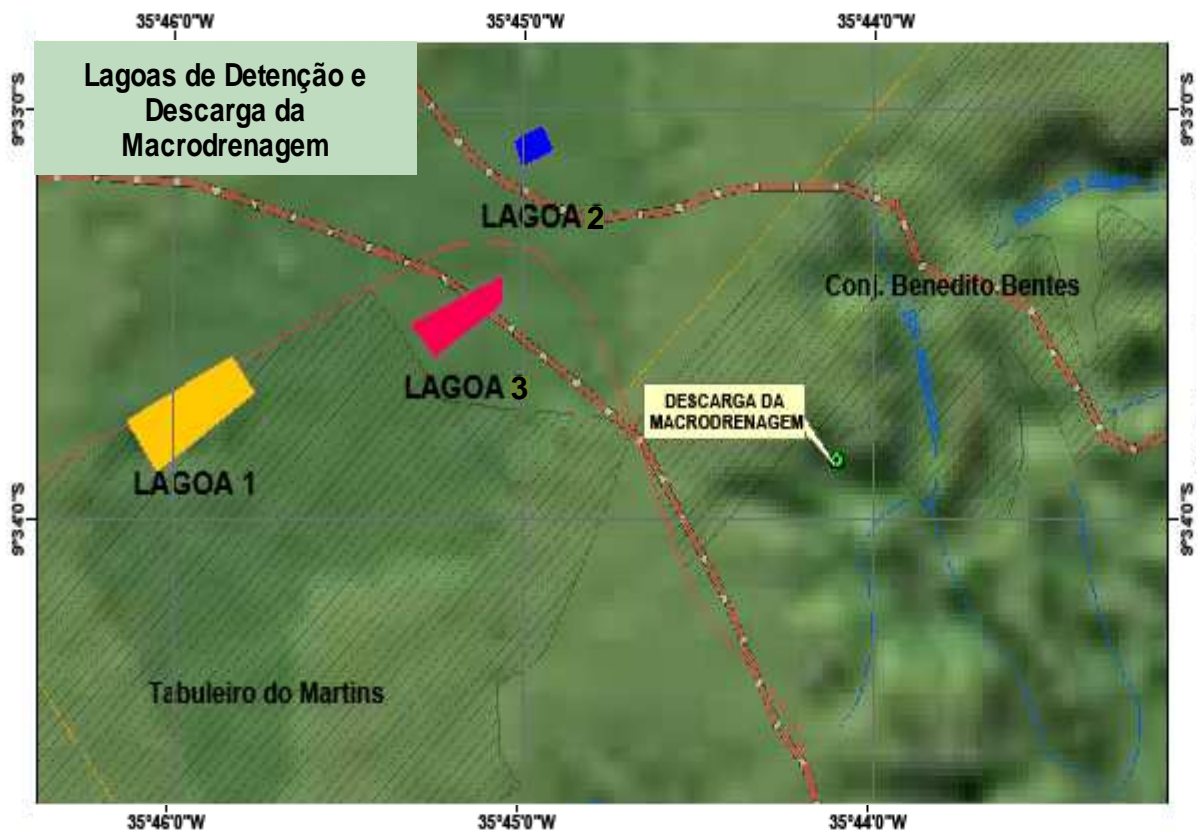 35°46'0"W
35°45'0"W
35°44'0"W
Lagoas de Detenção e
Descarga da
Macrodrenagem
9°33'0"S
9°33'0"S
LAGOA 2
Conj. Benedito Bentes
LAGOA 3
DESCARGA DA
MACRODRENAGEM
LAGOA 1
9°34'0"S
9°34'0"S
Tabuleiro do Martins
35°46'0"W
35°45'0"W
35°44'0"W